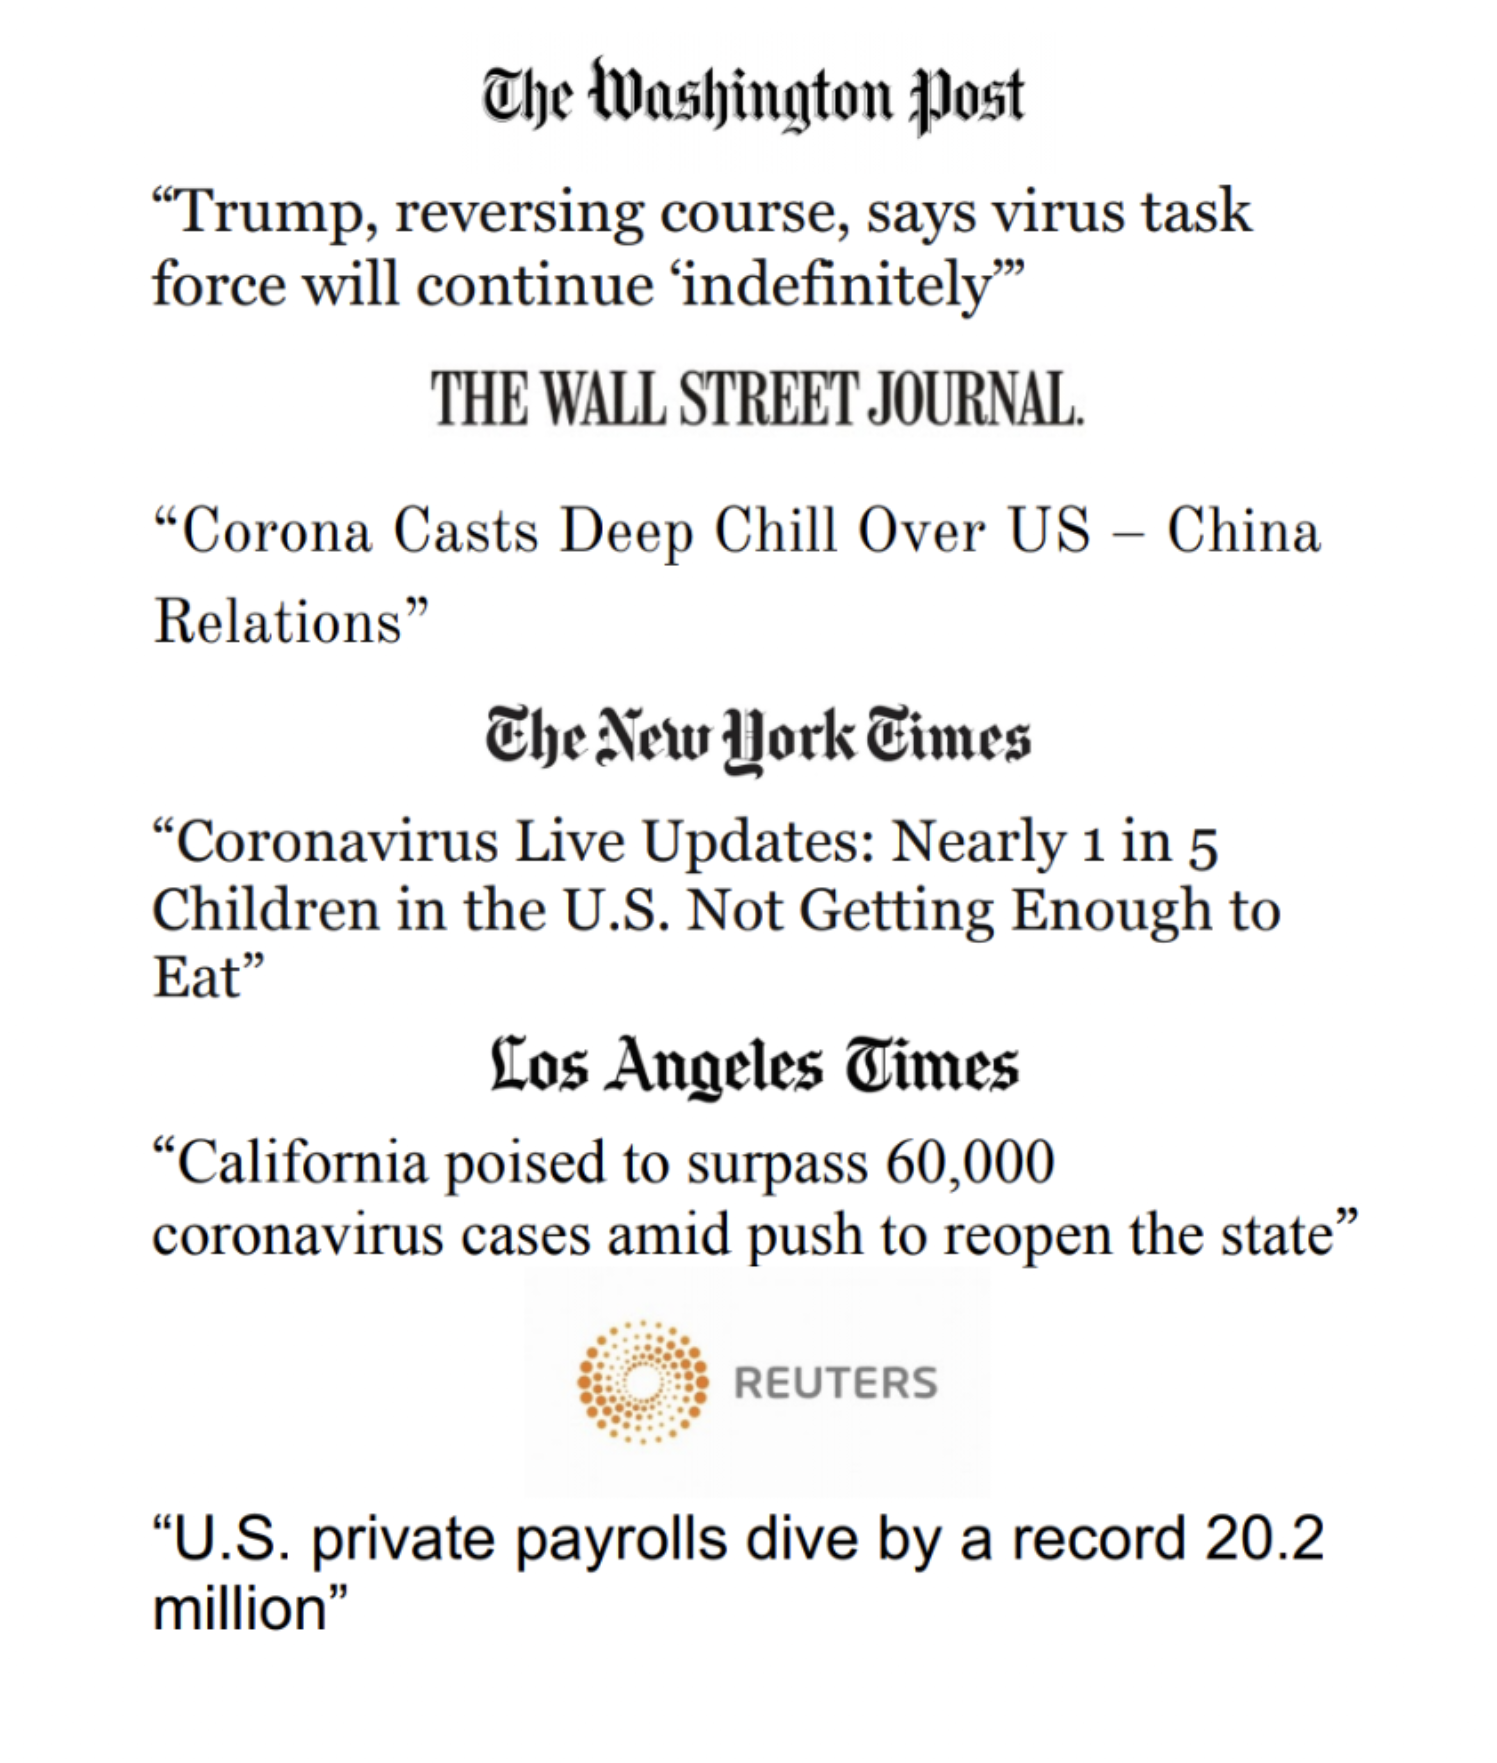 The Washington Post
“Trump, reversing course, says virus task
force will continue ‘indefinitely’”
THE WALL STREET JOURNAL.
“Corona Casts Deep Chill Over US – China
Relations”
The New York Times
“Coronavirus Live Updates: Nearly 1 in 5
Children in the U.S. Not Getting Enough to
Eat”
Los Angeles Times
“California poised to surpass 60,000
coronavirus cases amid push to reopen the state”
REUTERS
“U.S. private payrolls dive by a record 20.2
million”